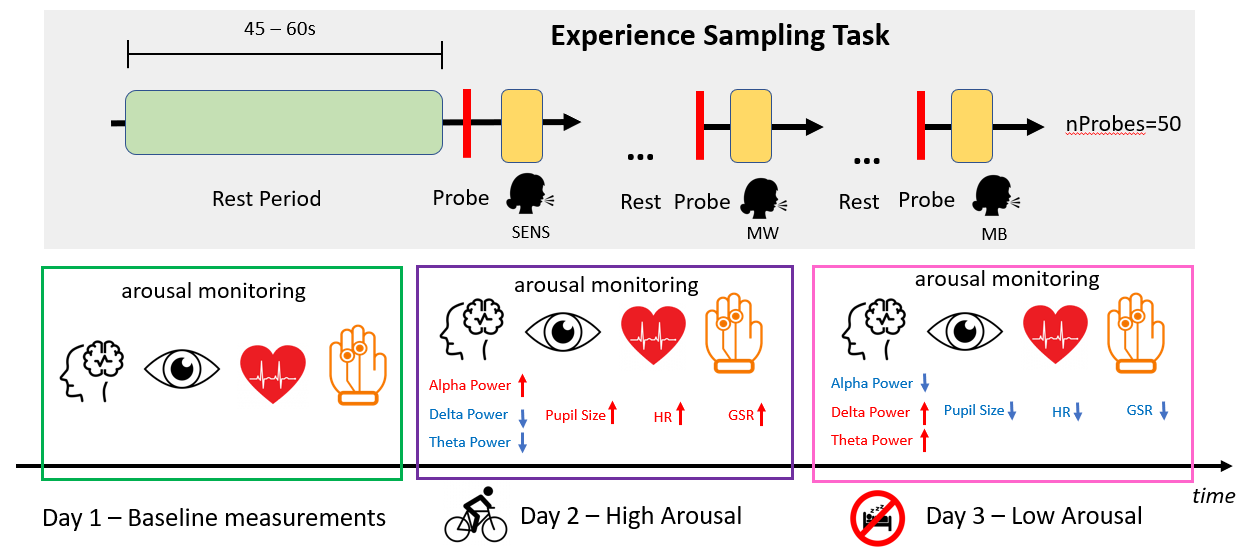 45 – 60s
Experience Sampling Task
nProbes=50
Rest Period
Probe
SENS
...
Rest
Probe
MW
...
Rest
Probe
MB
arousal monitoring
arousal monitoring
Alpha Power
Delta Power
Theta Power
Pupil Size
HR
GSR
arousal monitoring
Alpha Power
Delta Power
Theta Power
Pupil Size
HR
GSR
time
Day 1 – Baseline measurements
Day 2 – High Arousal
zzz
Day 3 – Low Arousal